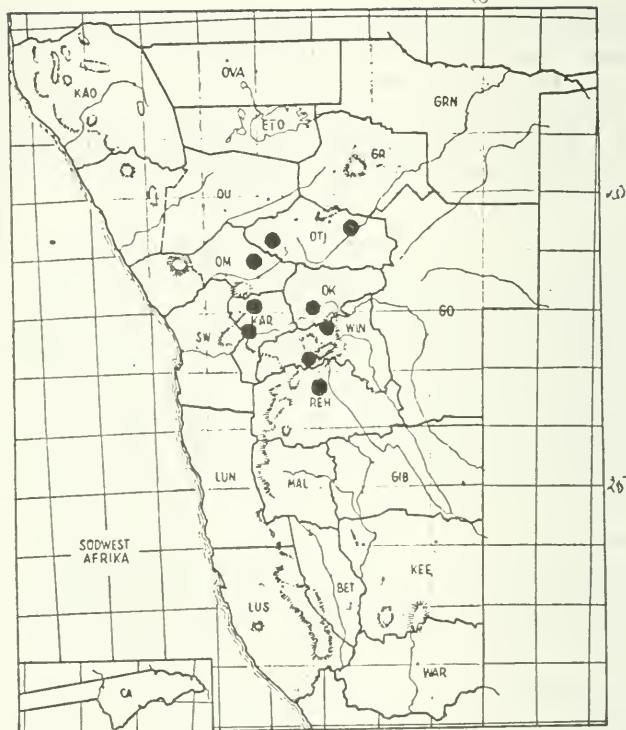 KAO
OVA
ETO
GRN
GR
OU
OTJ
OM
OK
GO
SW
KAR
WIN
REH
LUN
MAL
GIB
SÜDWEST
AFRIKA
BET
KEE
LUS
WAR
CA